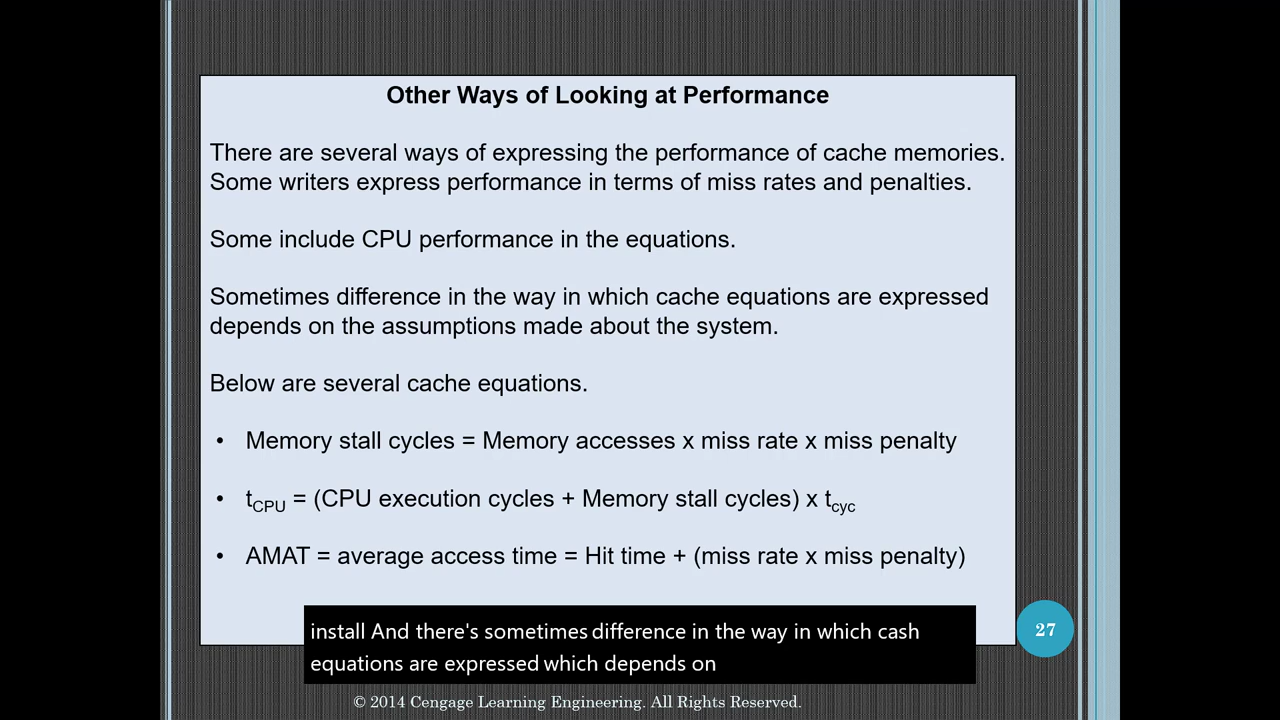 Other Ways of Looking at Performance
There are several ways of expressing the performance of cache memories.
Some writers express performance in terms of miss rates and penalties.
Some include CPU performance in the equations.
Sometimes difference in the way in which cache equations are expressed
depends on the assumptions made about the system.
Below are several cache equations.
• Memory stall cycles = Memory accesses x miss rate x miss penalty
• tCPU = (CPU execution cycles + Memory stall cycles) x tcyc
• AMAT = average access time = Hit time + (miss rate x miss penalty)
install And there's sometimes difference in the way in which cash
equations are expressed which depends on
27
© 2014 Cengage Learning Engineering. All Rights Reserved.